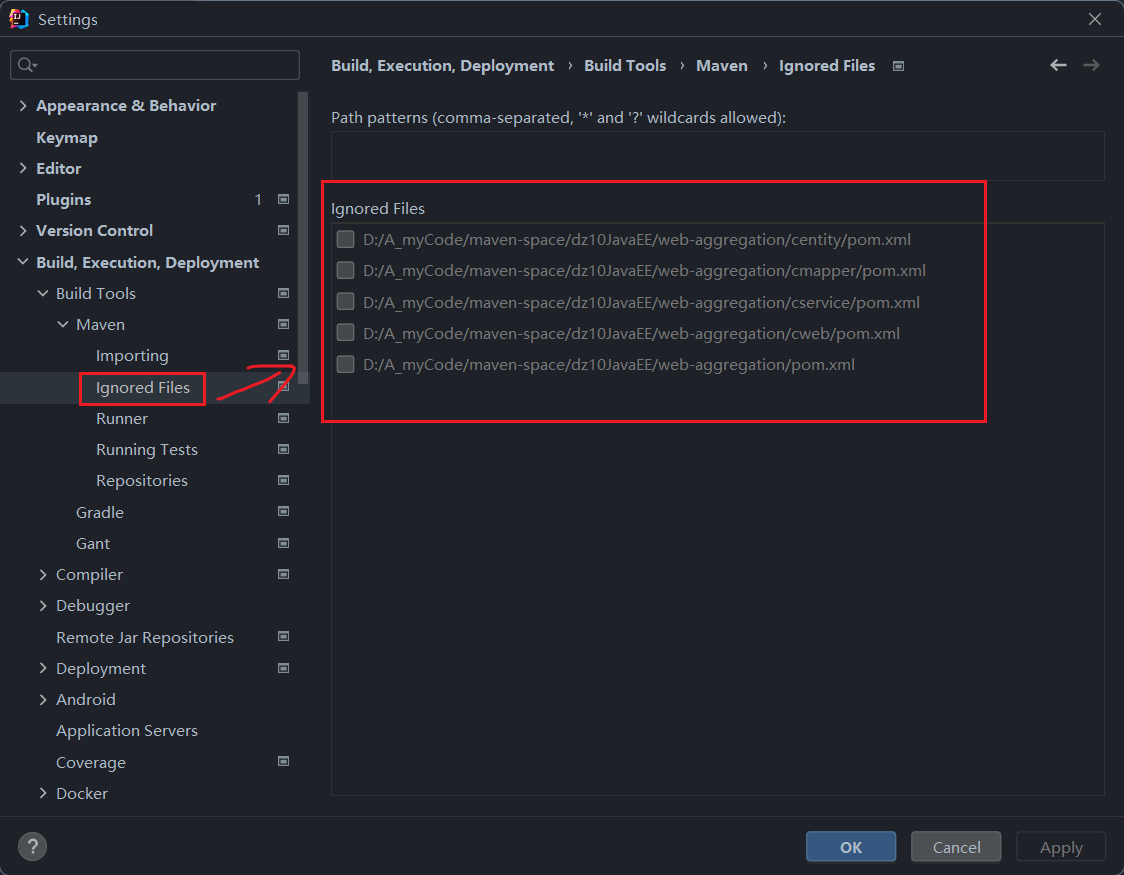 Settings
Build, Execution, Deployment › Build Tools › Maven › Ignored Files
Appearance & Behavior
Keymap
Editor
Plugins 1
Version Control
Build, Execution, Deployment
Build Tools
Maven
Importing
Ignored Files
Runner
Running Tests
Repositories
Gradle
Gant
Compiler
Debugger
Remote Jar Repositories
Deployment
Android
Application Servers
Coverage
Docker
Path patterns (comma-separated, '*' and '?' wildcards allowed):
Ignored Files
D:/A_myCode/maven-space/dz10JavaEE/web-aggregation/centity/pom.xml
D:/A_myCode/maven-space/dz10JavaEE/web-aggregation/cmapper/pom.xml
D:/A_myCode/maven-space/dz10JavaEE/web-aggregation/cservice/pom.xml
D:/A_myCode/maven-space/dz10JavaEE/web-aggregation/cweb/pom.xml
D:/A_myCode/maven-space/dz10JavaEE/web-aggregation/pom.xml
?
OK
Cancel
Apply